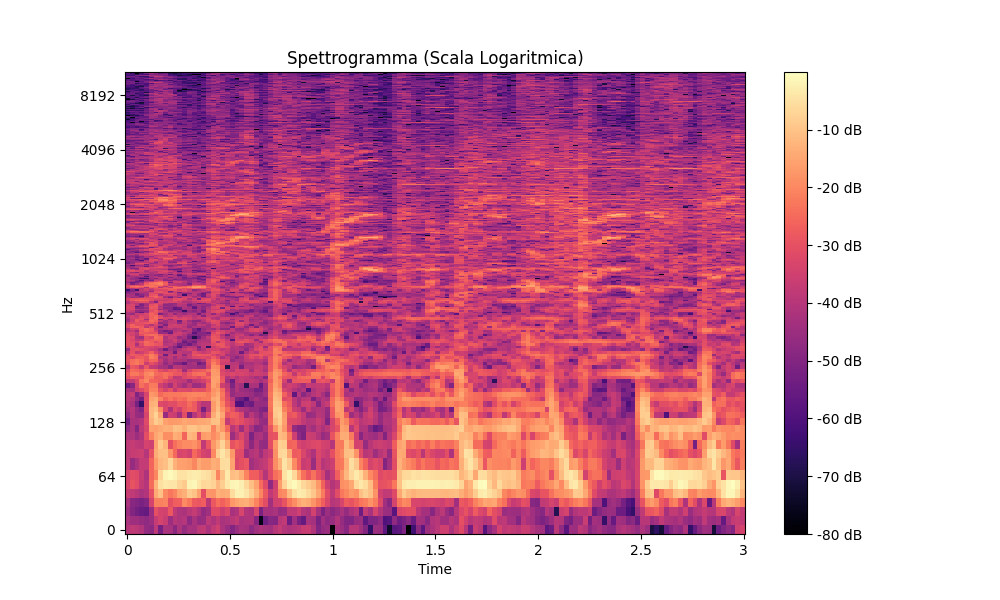 Spettrogramma (Scala Logaritmica)
8192
4096
2048
1024
512
256
128
64
0
Hz
0
0.5
1
1.5
2
2.5
3
Time
-10 dB
-20 dB
-30 dB
-40 dB
-50 dB
-60 dB
-70 dB
-80 dB